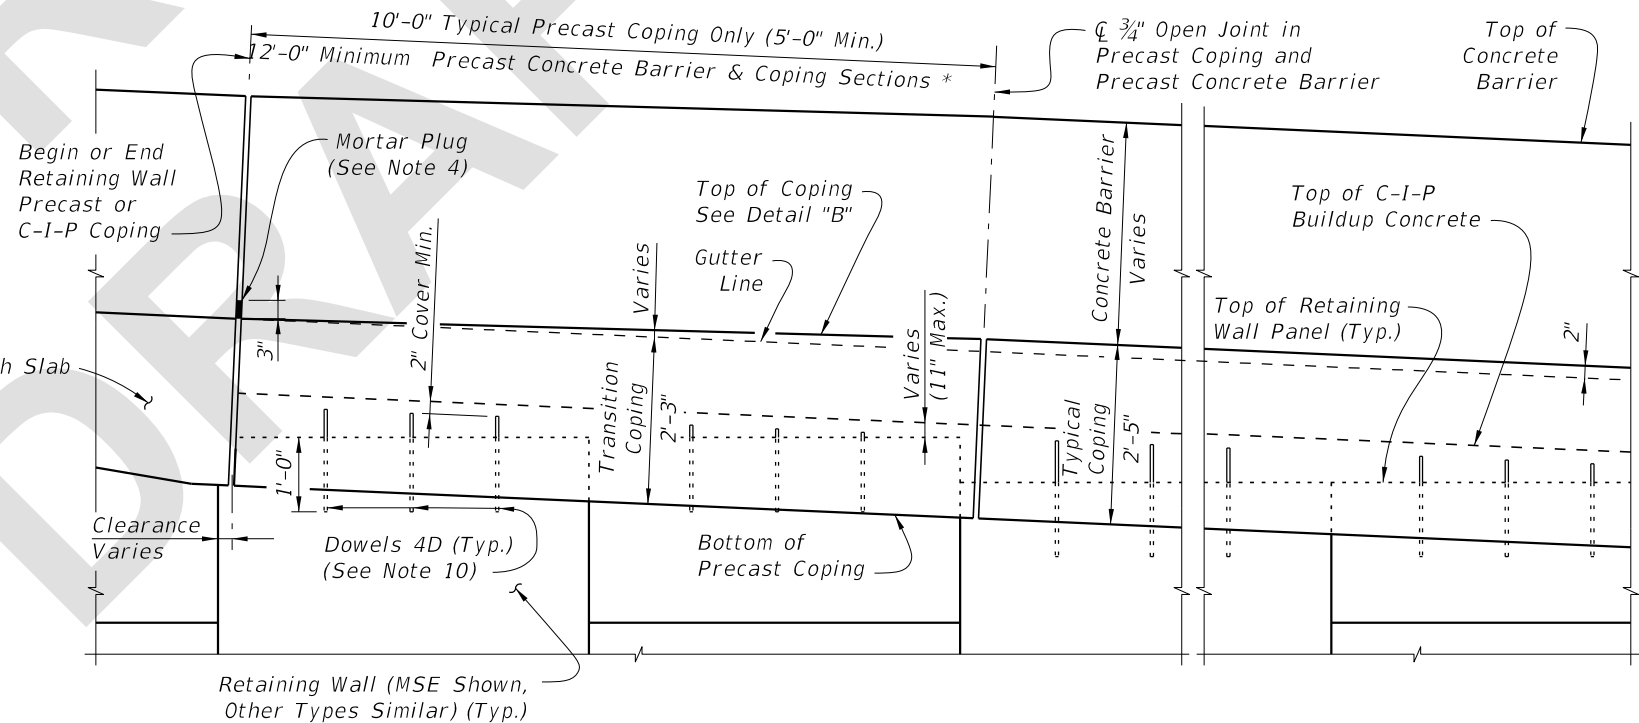 DRAFT
10'-0" Typical Precast Coping Only (5'-0" Min.)
12'-0" Minimum Precast Concrete Barrier & Coping Sections *
℄ ¾" Open Joint in
Precast Coping and
Precast Concrete Barrier
Top of
Concrete
Barrier
Begin or End
Retaining Wall
Precast or
C-I-P Coping
Mortar Plug
(See Note 4)
Top of Coping
See Detail "B"
Gutter
Line
Concrete Barrier
Varies
Top of C-I-P
Buildup Concrete
Top of Retaining
Wall Panel (Typ.)
2"
3"
2" Cover Min.
Varies
Varies
(11" Max.)
h Slab
Transition
Coping
2'-3"
Typical
Coping
2'-5"
1'-0"
Clearance
Varies
Dowels 4D (Typ.)
(See Note 10)
Bottom of
Precast Coping
Retaining Wall (MSE Shown,
Other Types Similar) (Typ.)